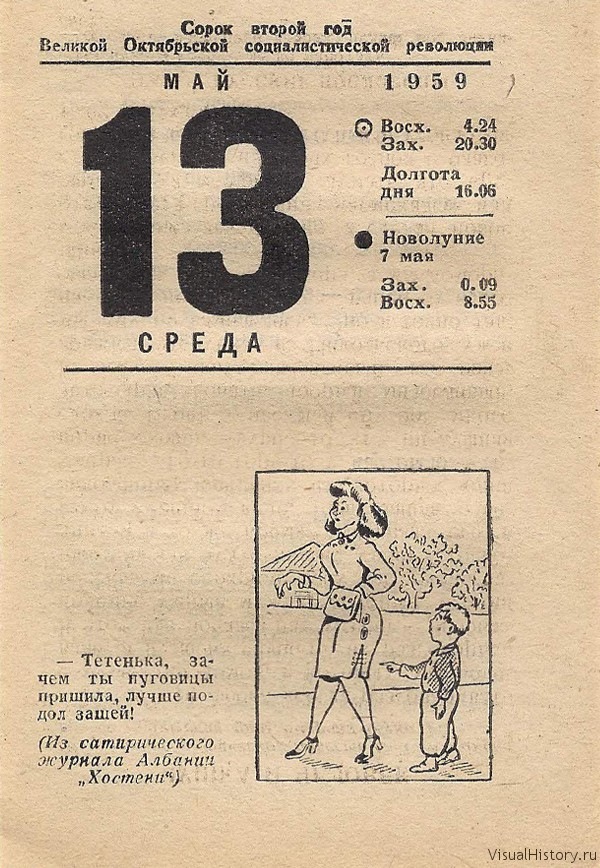 Сорок второй год
Великой Октябрьской социалистической революции
МАЙ 1959
13
Восх. 4.24
Зах. 20.30
Долгота
дня 16.06
Новолуние
7 мая
Зах. 0.09
Восх. 8.55
СРЕДА
— Тетенька, за-
чем ты пуговицы
пришила, лучше по-
дол зашей!
(Из сатирического
журнала Албании
„Хостени“)
VisualHistory.ru